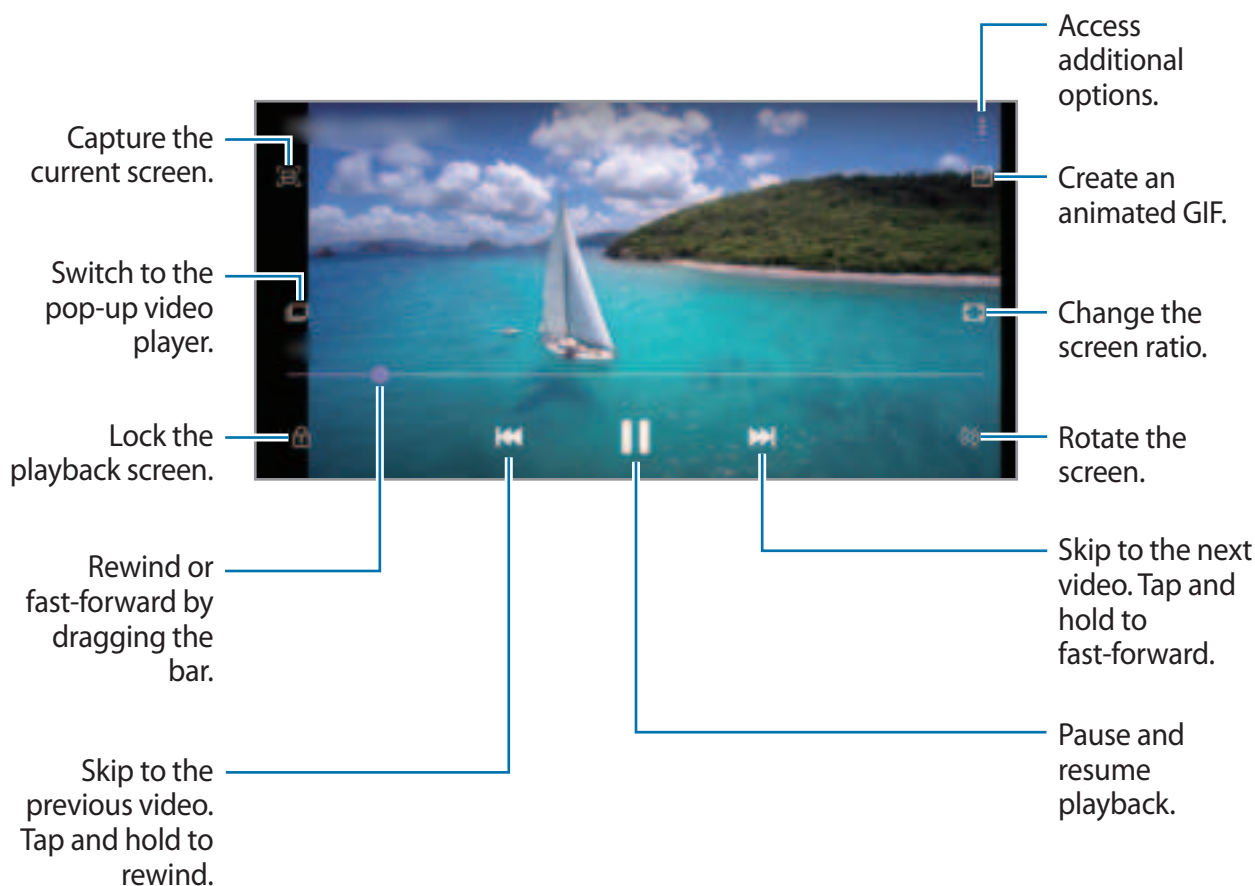 Access
additional
options.
Capture the
current screen.
Create an
animated GIF.
Switch to the
pop-up video
player.
Change the
screen ratio.
Lock the
playback screen.
Rotate the
screen.
Rewind or
fast-forward by
dragging the
bar.
Skip to the next
video. Tap and
hold to
fast-forward.
Skip to the
previous video.
Tap and hold to
rewind.
Pause and
resume
playback.